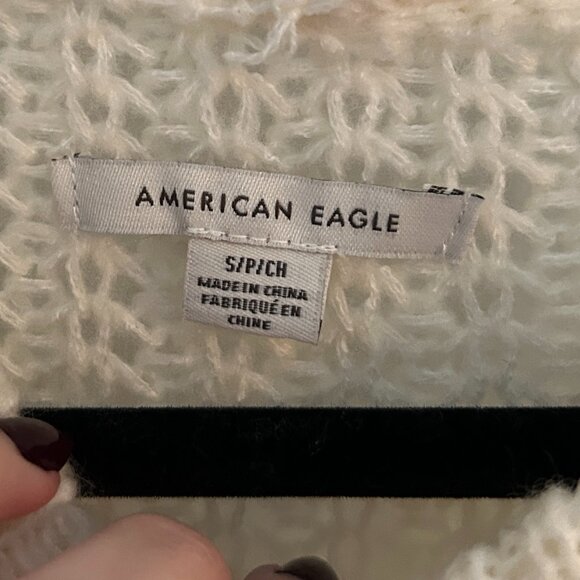 AMERICAN EAGLE
S/P/CH
MADE IN CHINA
FABRIQUÉ EN
CHINE